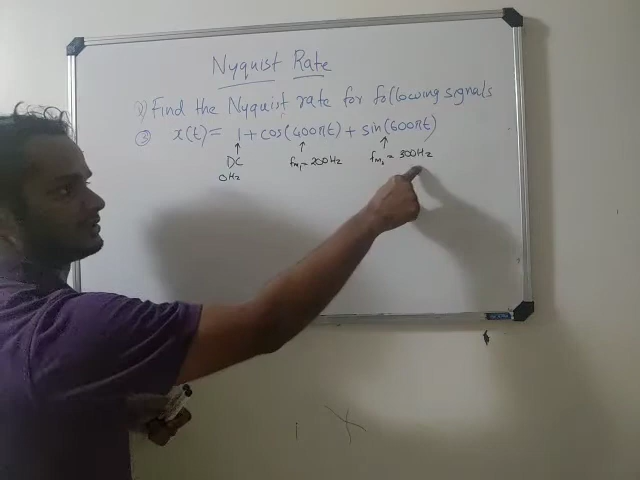 Nyquist Rate
1) Find the Nyquist rate for following signals
② x(t) = 1 + cos(400πt) + sin(600πt)
DC fm₁ = 200Hz fm₂ = 300Hz
0Hz